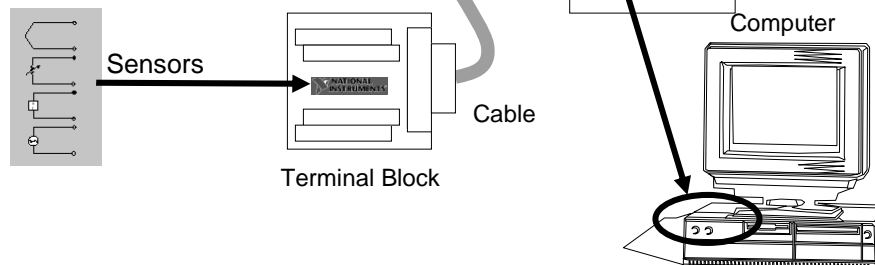 Computer
Sensors
NATIONAL
INSTRUMENTS
Cable
Terminal Block